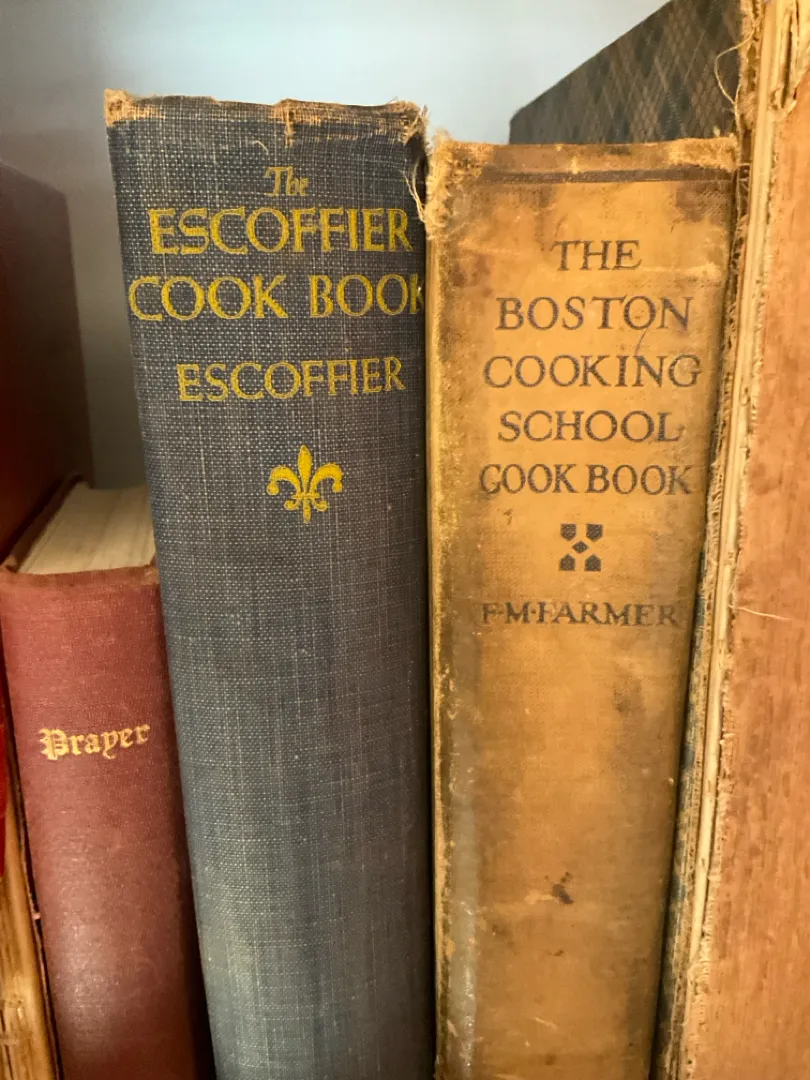 Prayer
The
ESCOFFIER
COOK BOOK
ESCOFFIER
THE
BOSTON
COOKING
SCHOOL
COOK BOOK
F·M·FARMER